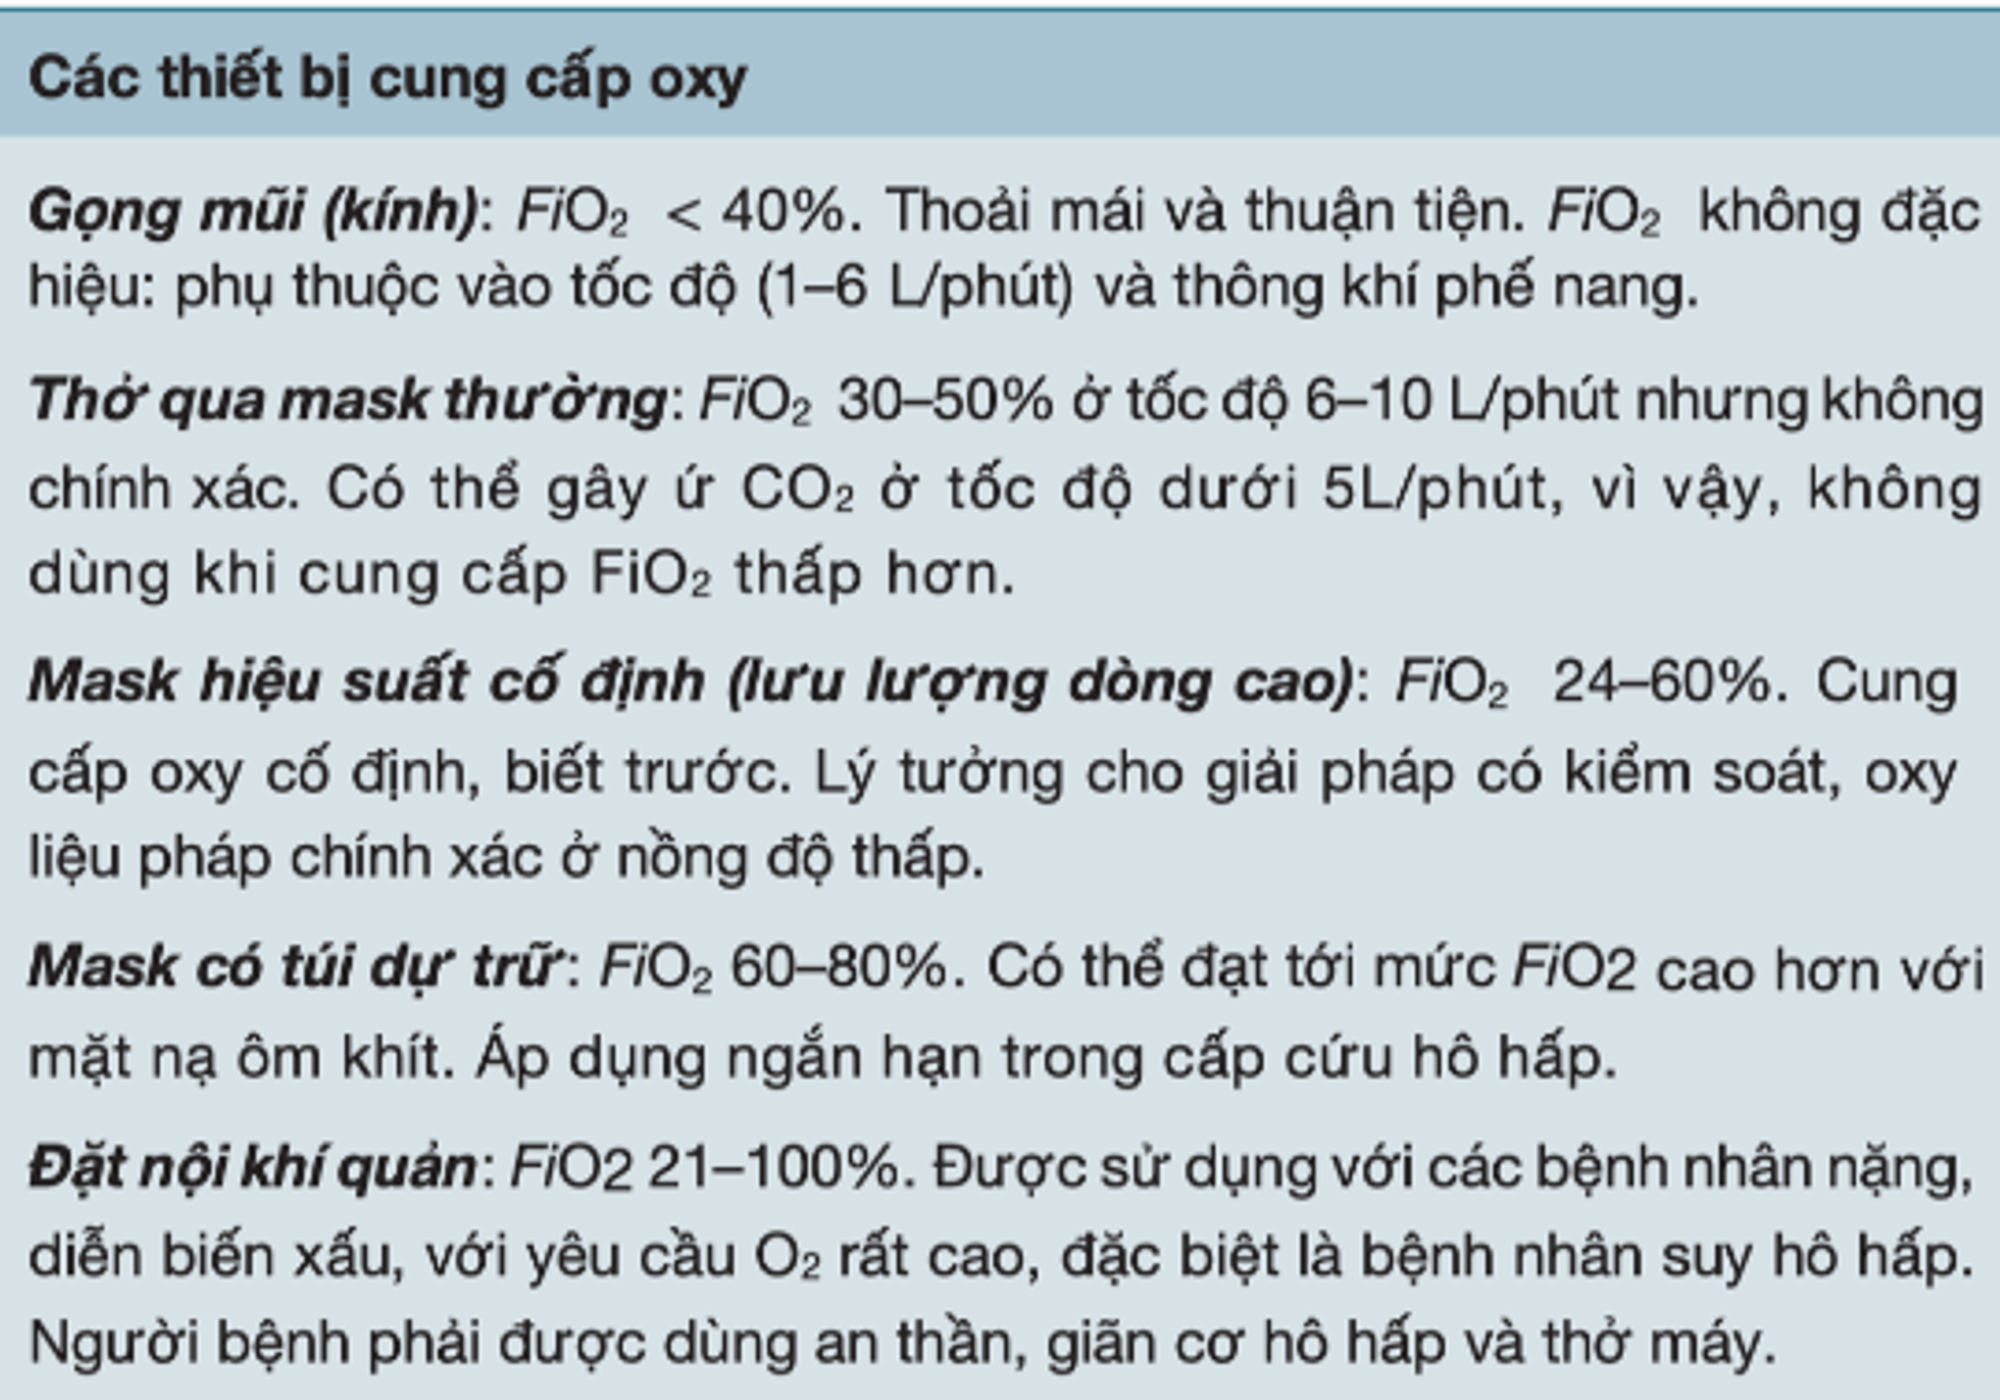 Các thiết bị cung cấp oxy
Gọng mũi (kính): FiO₂ < 40%. Thoải mái và thuận tiện. FiO₂ không đặc
hiệu: phụ thuộc vào tốc độ (1–6 L/phút) và thông khí phế nang.
Thở qua mask thường: FiO₂ 30–50% ở tốc độ 6–10 L/phút nhưng không
chính xác. Có thể gây ứ CO₂ ở tốc độ dưới 5L/phút, vì vậy, không
dùng khi cung cấp FiO₂ thấp hơn.
Mask hiệu suất cố định (lưu lượng dòng cao): FiO₂ 24–60%. Cung
cấp oxy cố định, biết trước. Lý tưởng cho giải pháp có kiểm soát, oxy
liệu pháp chính xác ở nồng độ thấp.
Mask có túi dự trữ: FiO₂ 60–80%. Có thể đạt tới mức FiO2 cao hơn với
mặt nạ ôm khít. Áp dụng ngắn hạn trong cấp cứu hô hấp.
Đặt nội khí quản: FiO2 21–100%. Được sử dụng với các bệnh nhân nặng,
diễn biến xấu, với yêu cầu O₂ rất cao, đặc biệt là bệnh nhân suy hô hấp.
Người bệnh phải được dùng an thần, giãn cơ hô hấp và thở máy.